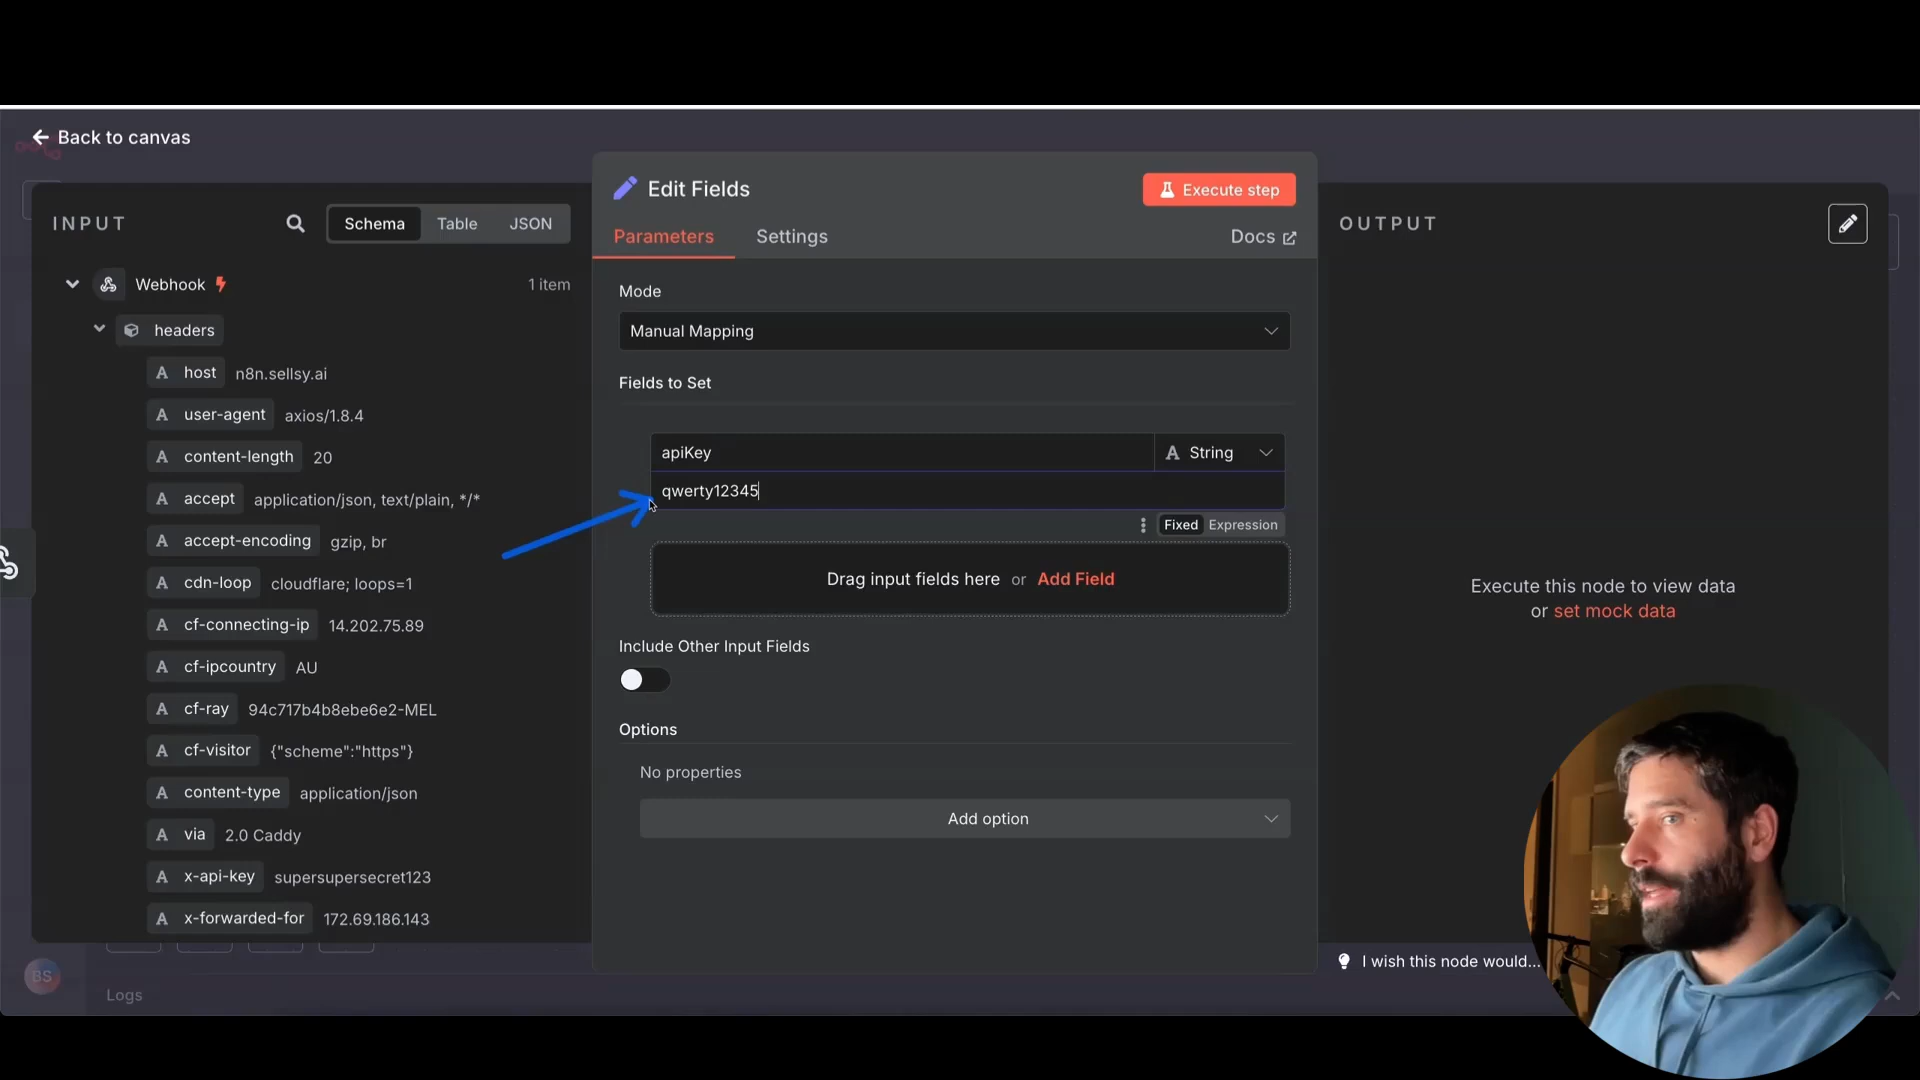 Back to canvas
INPUT
Schema
Table
JSON
Webhook
1 item
headers
host
n8n.sellsy.ai
user-agent
axios/1.8.4
content-length
20
accept
application/json, text/plain, */*
accept-encoding
gzip, br
cdn-loop
cloudflare; loops=1
cf-connecting-ip
14.202.75.89
cf-ipcountry
AU
cf-ray
94c717b4b8ebe6e2-MEL
cf-visitor
{"scheme":"https"}
content-type
application/json
via
2.0 Caddy
x-api-key
supersupersecret123
x-forwarded-for
172.69.186.143
BS
Logs
Edit Fields
Execute step
Parameters
Settings
Docs
Mode
Manual Mapping
Fields to Set
apiKey
A String
qwerty12345
Fixed
Expression
Drag input fields here or Add Field
Include Other Input Fields
Options
No properties
Add option
OUTPUT
Execute this node to view data
or set mock data
I wish this node would...